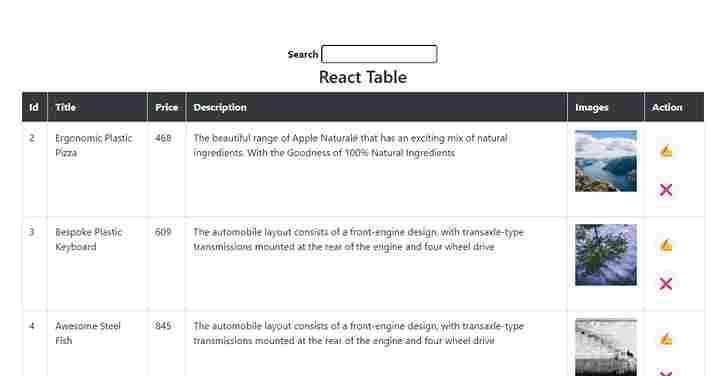 Search
React Table
Id Title Price Description Images Action
2 Ergonomic Plastic Pizza 468 The beautiful range of Apple Naturalé that has an exciting mix of natural
ingredients. With the Goodness of 100% Natural Ingredients
3 Bespoke Plastic Keyboard 609 The automobile layout consists of a front-engine design, with transaxle-type
transmissions mounted at the rear of the engine and four wheel drive
4 Awesome Steel Fish 845 The automobile layout consists of a front-engine design, with transaxle-type
transmissions mounted at the rear of the engine and four wheel drive